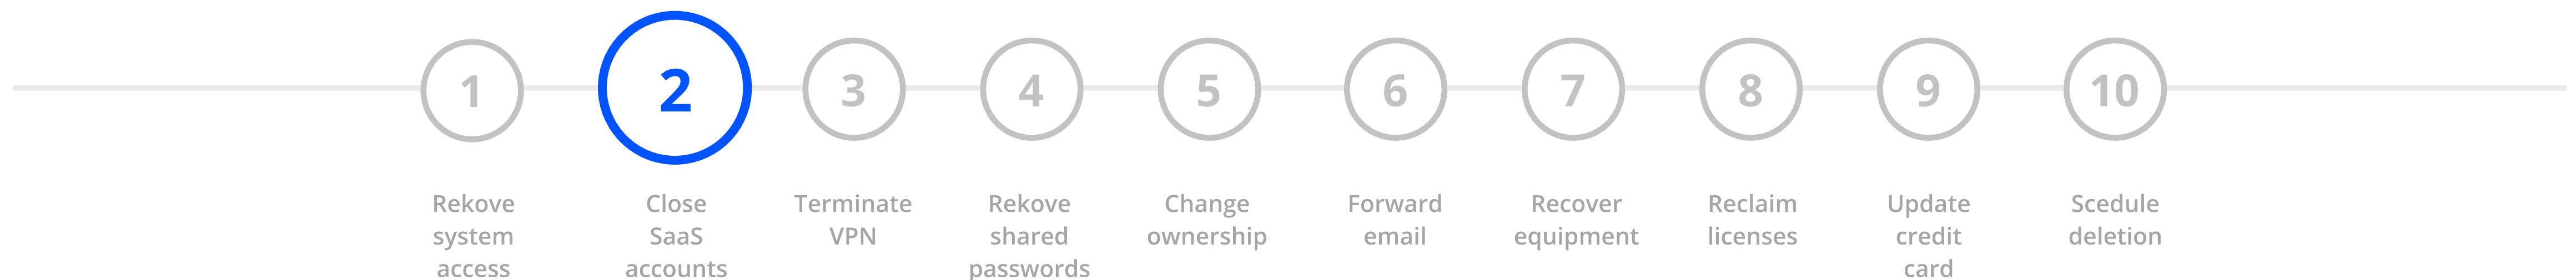 1
2
3
4
5
6
7
8
9
10
Rekove
system
access
Close
SaaS
accounts
Terminate
VPN
Rekove
shared
passwords
Change
ownership
Forward
email
Recover
equipment
Reclaim
licenses
Update
credit
card
Scedule
deletion